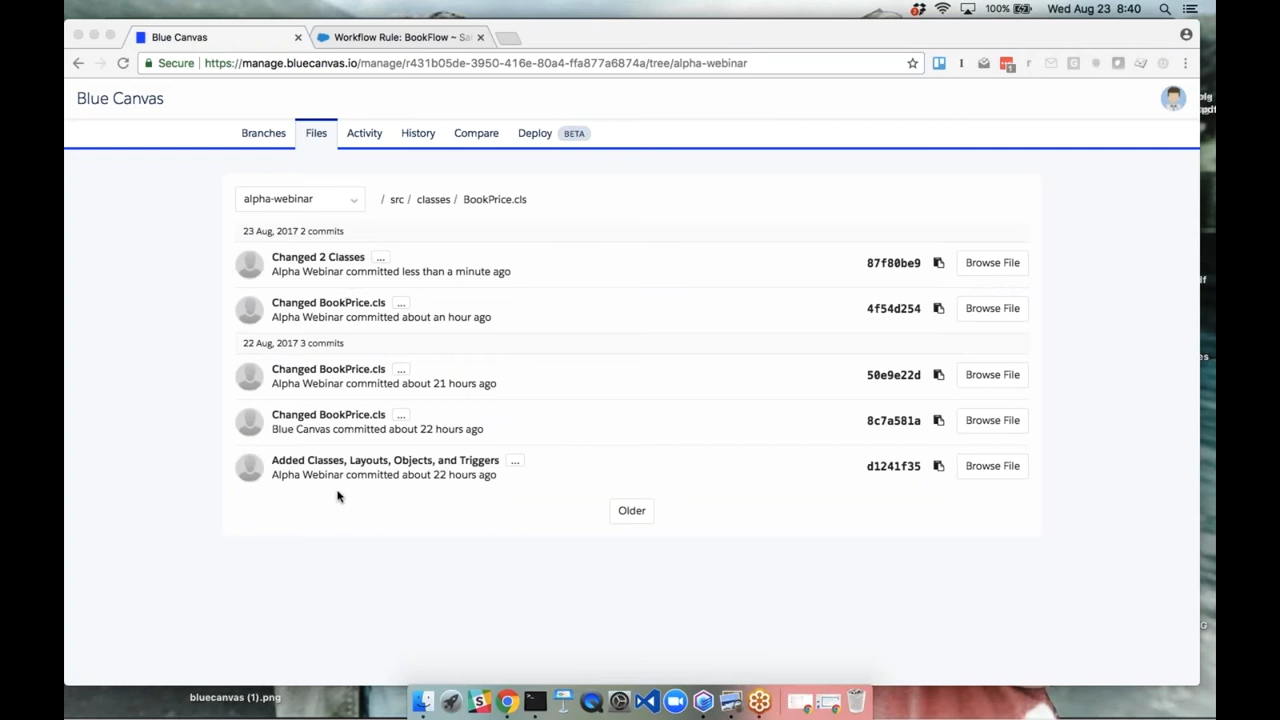 100%
Wed Aug 23 8:40
Blue Canvas
Workflow Rule: BookFlow ~ Sa
Secure
https://manage.bluecanvas.io/manage/r431b05de-3950-416e-80a4-ffa877a6874a/tree/alpha-webinar
Blue Canvas
Branches
Files
Activity
History
Compare
Deploy
BETA
alpha-webinar
/ src / classes / BookPrice.cls
23 Aug, 2017 2 commits
Changed 2 Classes ...
Alpha Webinar committed less than a minute ago
87f80be9
Browse File
Changed BookPrice.cls ...
Alpha Webinar committed about an hour ago
4f54d254
Browse File
22 Aug, 2017 3 commits
Changed BookPrice.cls ...
Alpha Webinar committed about 21 hours ago
50e9e22d
Browse File
Changed BookPrice.cls ...
Blue Canvas committed about 22 hours ago
8c7a581a
Browse File
Added Classes, Layouts, Objects, and Triggers ...
Alpha Webinar committed about 22 hours ago
d1241f35
Browse File
Older
bluecanvas (1).png